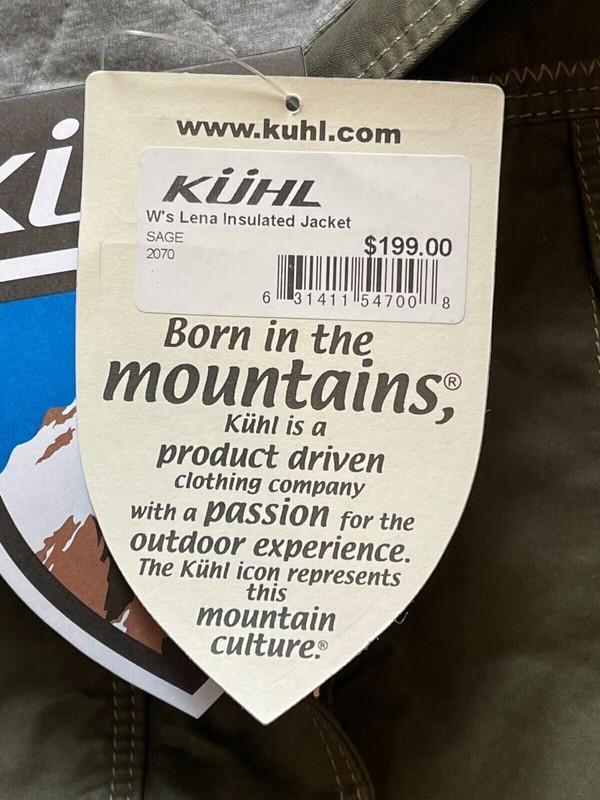 www.kuhl.com
KÜHL
W's Lena Insulated Jacket
SAGE
2070
$199.00
6 31411 54700 8
Born in the
mountains,®
Kühl is a
product driven
clothing company
with a passion for the
outdoor experience.
The Kühl icon represents
this
mountain
culture.®
KÜ